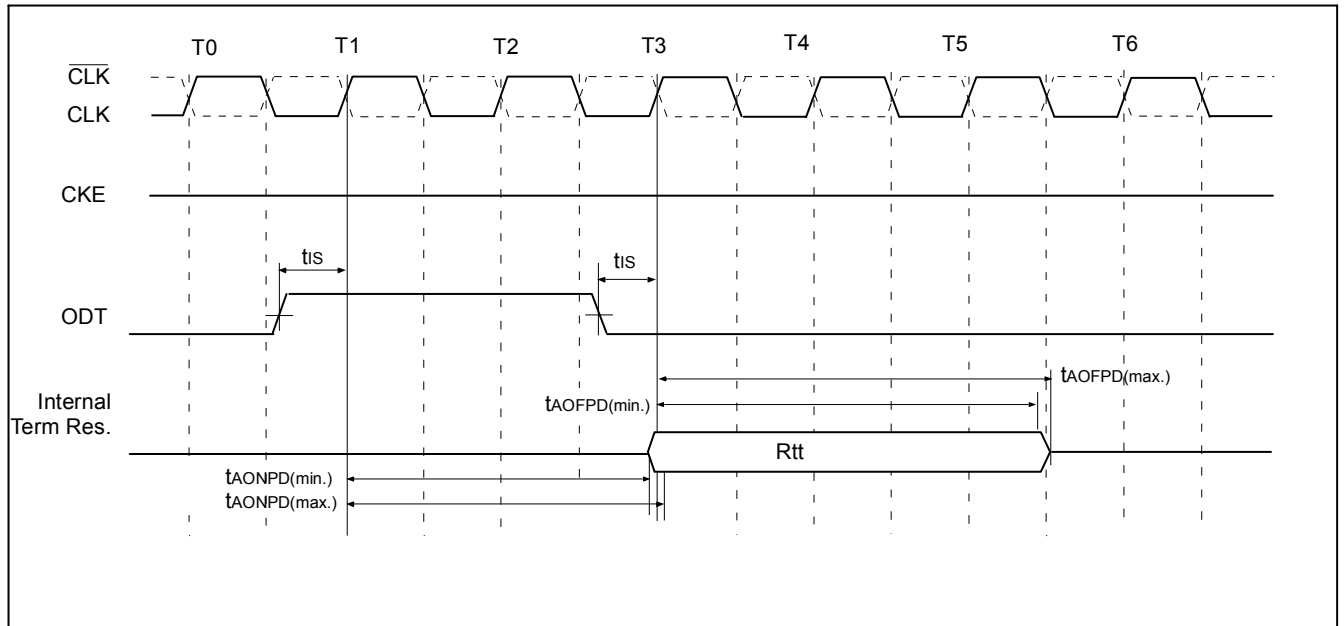 T0 T1 T2 T3 T4 T5 T6
CLK
CLK
CKE
tIS
tIS
ODT
tAOFPD(max.)
tAOFPD(min.)
Internal
Term Res.
Rtt
tAONPD(min.)
tAONPD(max.)